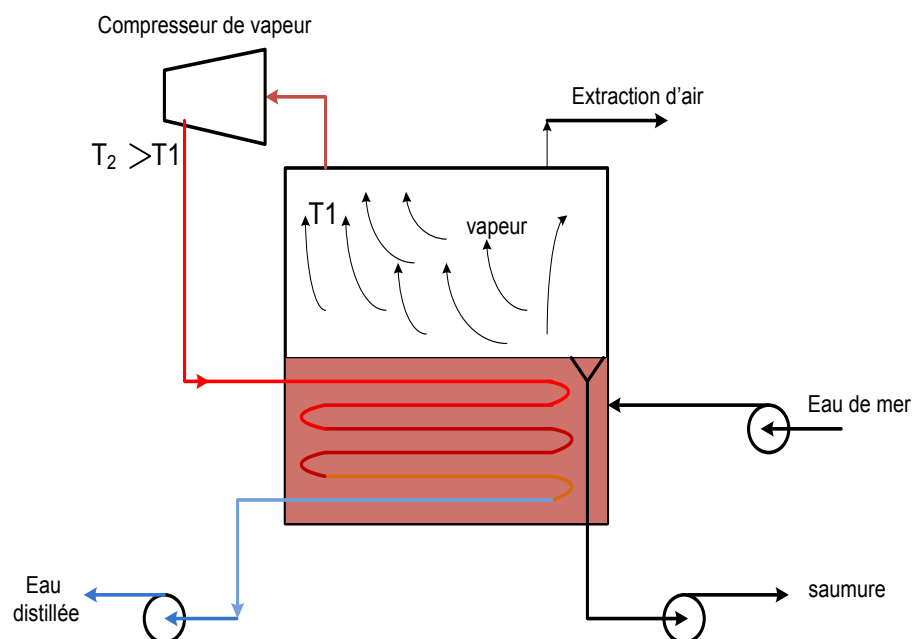 Compresseur de vapeur
Extraction d'air
T₂ >T1
T1
vapeur
Eau de mer
Eau
distillée
saumure